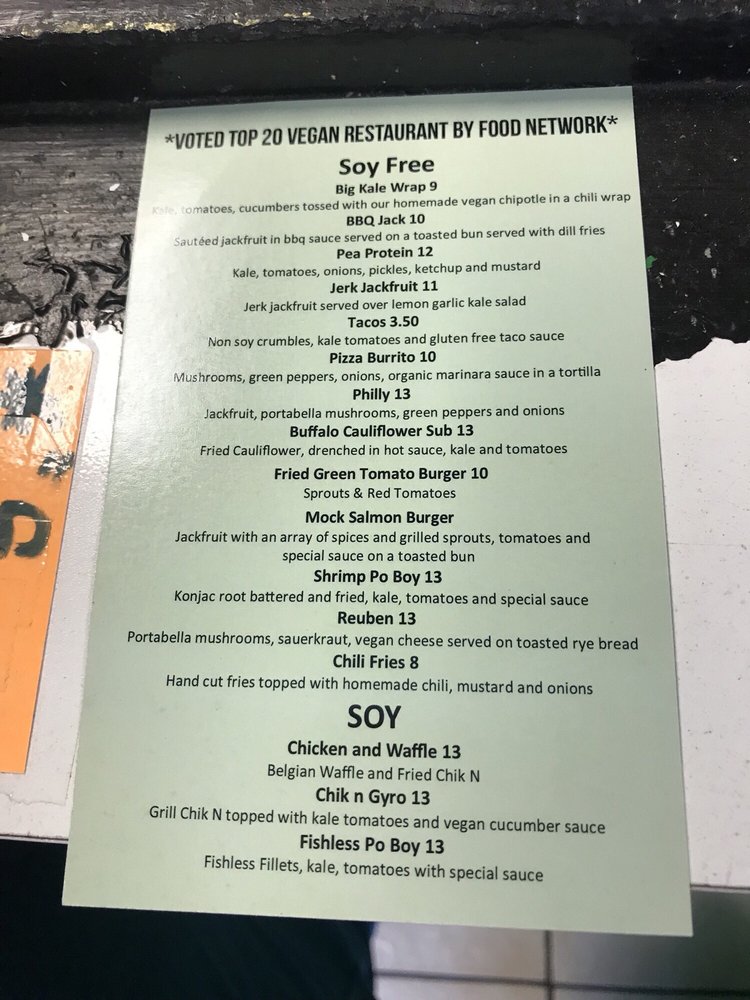 *VOTED TOP 20 VEGAN RESTAURANT BY FOOD NETWORK*
Soy Free
Big Kale Wrap 9
Kale, tomatoes, cucumbers tossed with our homemade vegan chipotle in a chili wrap
BBQ Jack 10
Sautéed jackfruit in bbq sauce served on a toasted bun served with dill fries
Pea Protein 12
Kale, tomatoes, onions, pickles, ketchup and mustard
Jerk Jackfruit 11
Jerk jackfruit served over lemon garlic kale salad
Tacos 3.50
Non soy crumbles, kale tomatoes and gluten free taco sauce
Pizza Burrito 10
Mushrooms, green peppers, onions, organic marinara sauce in a tortilla
Philly 13
Jackfruit, portabella mushrooms, green peppers and onions
Buffalo Cauliflower Sub 13
Fried Cauliflower, drenched in hot sauce, kale and tomatoes
Fried Green Tomato Burger 10
Sprouts & Red Tomatoes
Mock Salmon Burger
Jackfruit with an array of spices and grilled sprouts, tomatoes and
special sauce on a toasted bun
Shrimp Po Boy 13
Konjac root battered and fried, kale, tomatoes and special sauce
Reuben 13
Portabella mushrooms, sauerkraut, vegan cheese served on toasted rye bread
Chili Fries 8
Hand cut fries topped with homemade chili, mustard and onions
SOY
Chicken and Waffle 13
Belgian Waffle and Fried Chik N
Chik n Gyro 13
Grill Chik N topped with kale tomatoes and vegan cucumber sauce
Fishless Po Boy 13
Fishless Fillets, kale, tomatoes with special sauce